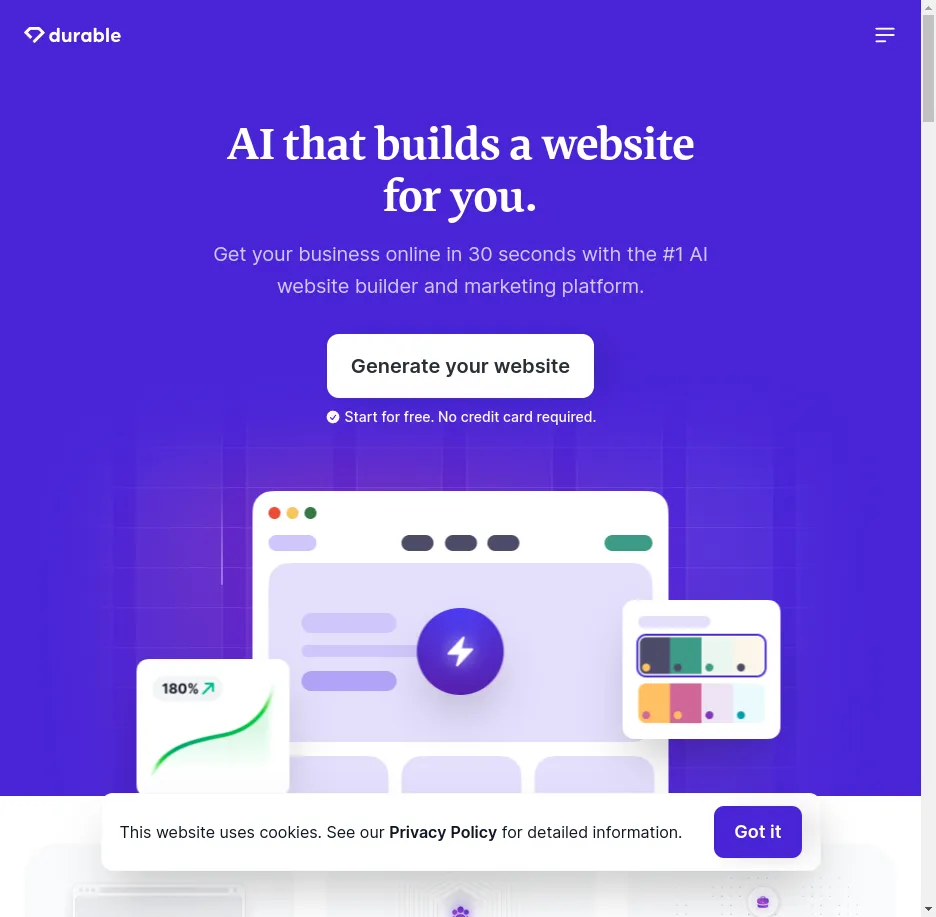 durable
AI that builds a website
for you.
Get your business online in 30 seconds with the #1 AI
website builder and marketing platform.
Generate your website
Start for free. No credit card required.
180%
This website uses cookies. See our Privacy Policy for detailed information.
Got it